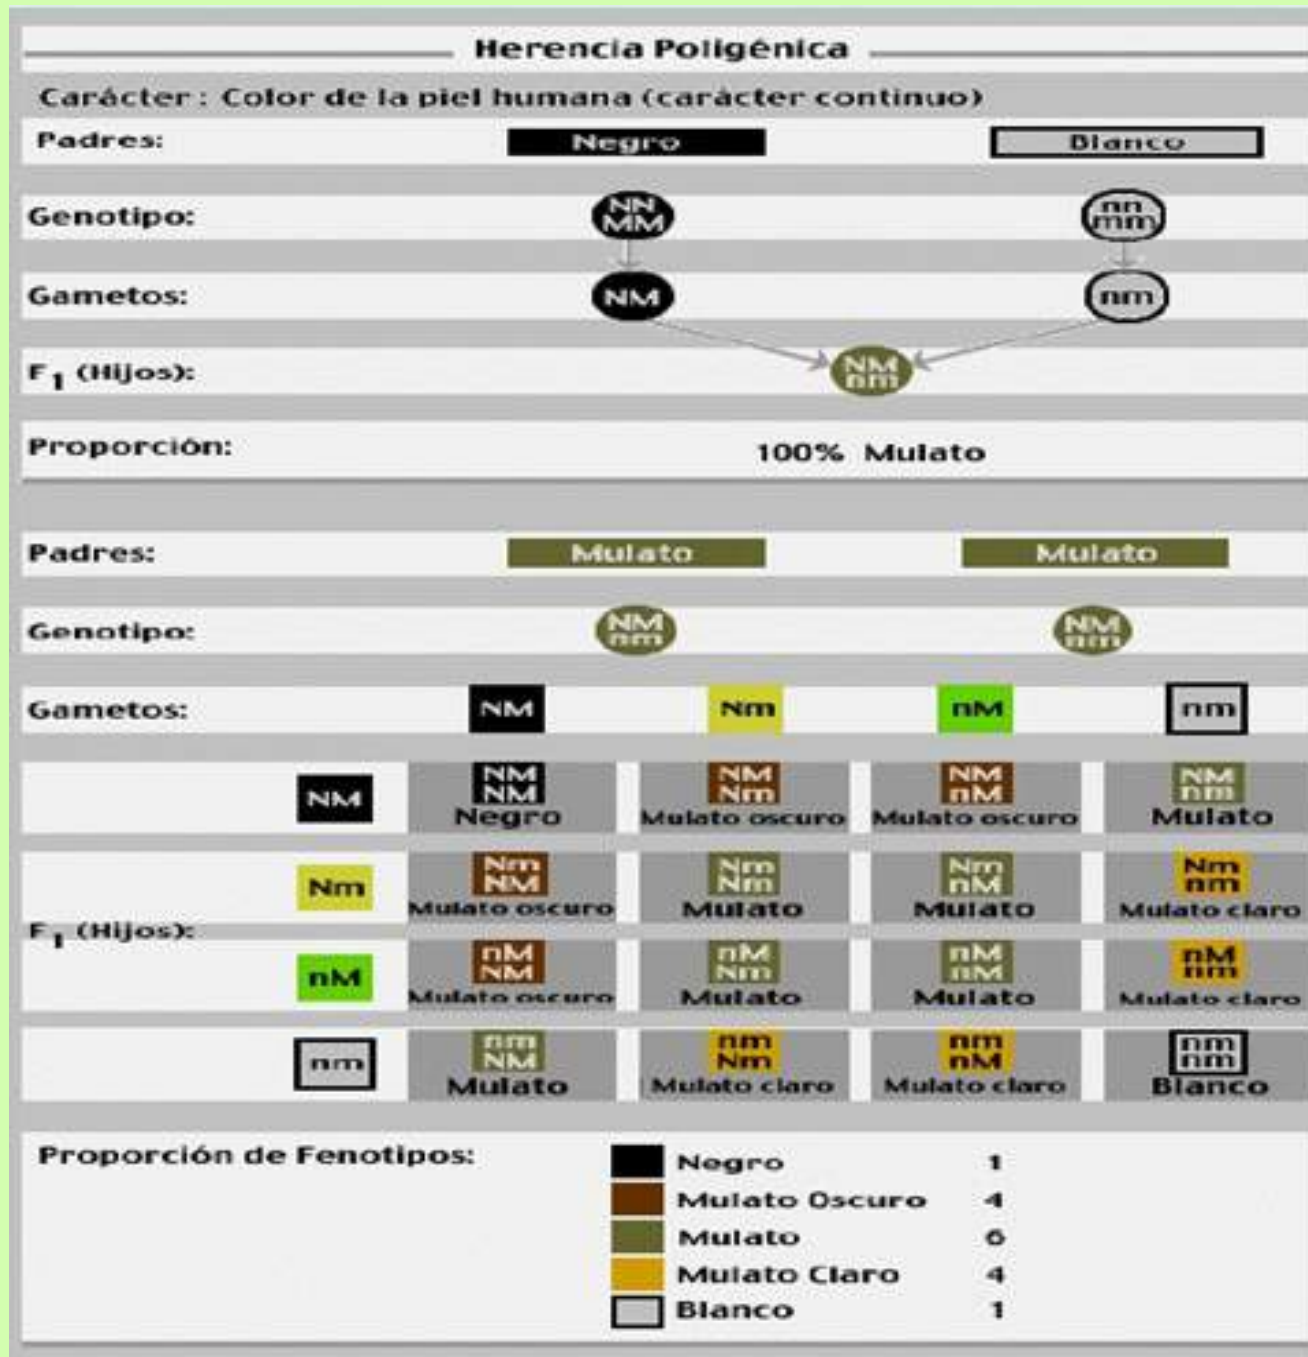 Herencia Poligénica
Carácter : Color de la piel humana (carácter continuo)
Padres: Negro Blanco
Genotipo: NN MM nn mm
Gametos: NM nm
F1 (Hijos): NM nm
Proporción: 100% Mulato
Padres: Mulato Mulato
Genotipo: NM nm NM nm
Gametos: NM Nm nM nm
NM NM NM NM NM
NM Nm nM nm
Negro Mulato oscuro Mulato oscuro Mulato
Nm Nm Nm Nm Nm
NM Nm nM nm
Mulato oscuro Mulato Mulato Mulato claro
F1 (Hijos):
nM nM nM nM nM
NM Nm nM nm
Mulato oscuro Mulato Mulato Mulato claro
nm nm nm nm nm
NM Nm nM nm
Mulato Mulato claro Mulato claro Blanco
Proporción de Fenotipos:
Negro 1
Mulato Oscuro 4
Mulato 6
Mulato Claro 4
Blanco 1